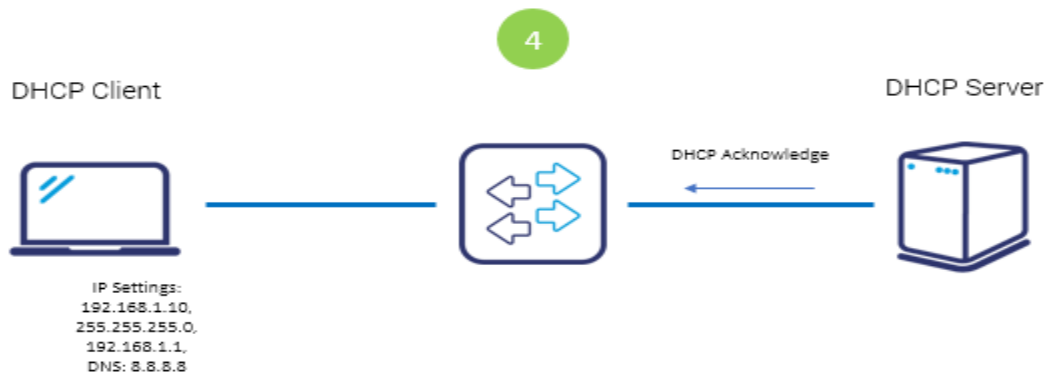 4
DHCP Client
DHCP Server
DHCP Acknowledge
IP Settings:
192.168.1.10,
255.255.255.0,
192.168.1.1,
DNS: 8.8.8.8